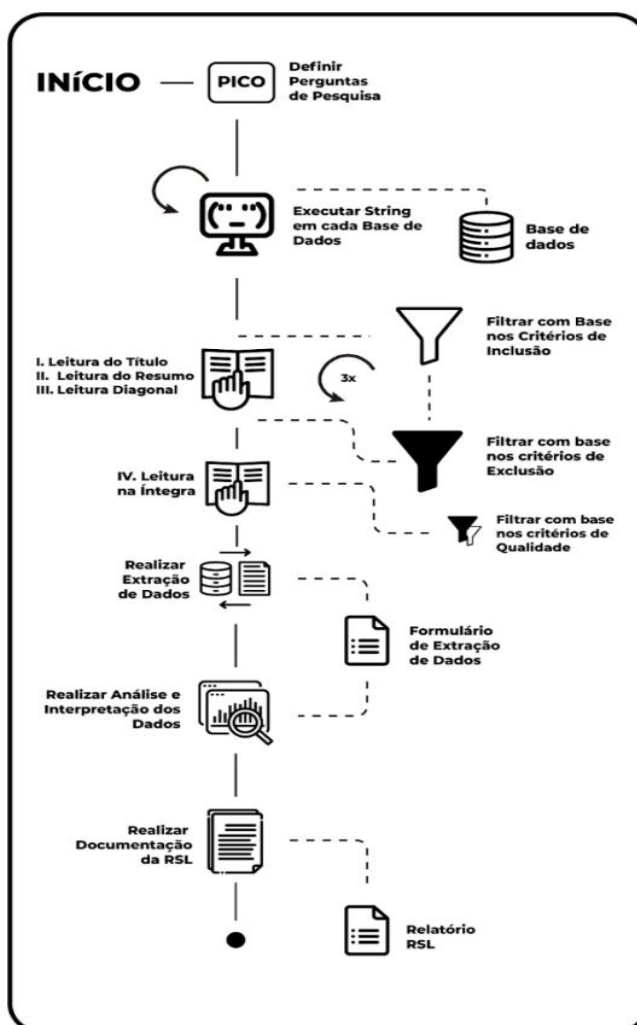 INíCIO
PICO
Definir
Perguntas
de Pesquisa
Executar String
em cada Base de
Dados
Base de
dados
Filtrar com Base
nos Critérios de
Inclusão
I. Leitura do Título
II. Leitura do Resumo
III. Leitura Diagonal
3x
Filtrar com base
nos critérios de
Exclusão
IV. Leitura
na Íntegra
Filtrar com base
nos critérios de
Qualidade
Realizar
Extração
de Dados
Formulário
de Extração
de Dados
Realizar Análise e
Interpretação dos
Dados
Realizar
Documentação
da RSL
Relatório
RSL